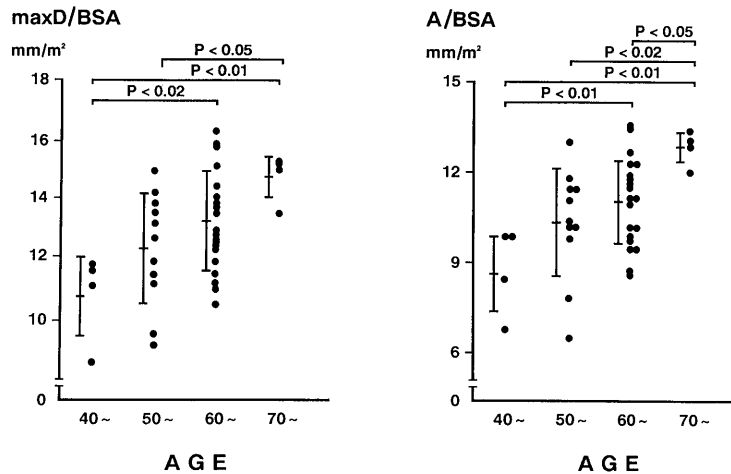 maxD/BSA
mm/m²
P < 0.05
P < 0.01
P < 0.02
18
16
14
12
10
0
40~ 50~ 60~ 70~
A G E
A/BSA
mm/m²
P < 0.05
P < 0.02
P < 0.01
P < 0.01
15
12
9
6
0
40~ 50~ 60~ 70~
A G E